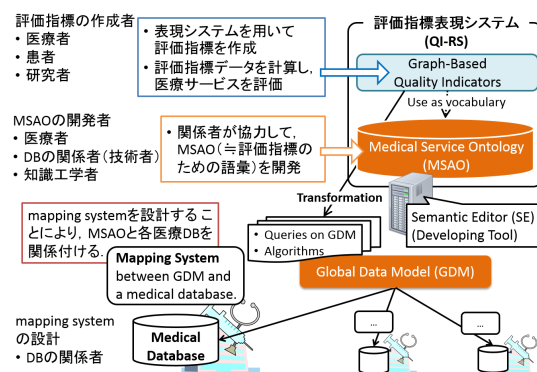 評価指標の作成者
• 医療者
• 患者
• 研究者
• 表現システムを用いて
評価指標を作成
• 評価指標データを計算し,
医療サービスを評価
評価指標表現システム
(QI-RS)
Graph-Based
Quality Indicators
Use as vocabulary
MSAOの開発者
• 医療者
• DBの関係者(技術者)
• 知識工学者
• 関係者が協力して,
MSAO(≒評価指標の
ための語彙)を開発
Medical Service Ontology
(MSAO)
Transformation
Semantic Editor (SE)
(Developing Tool)
mapping systemを設計するこ
とにより, MSAOと各医療DBを
関係付ける.
• Queries on GDM
• Algorithms
Mapping System
between GDM and
a medical database.
Global Data Model (GDM)
mapping system
の設計
• DBの関係者
Medical
Database
...
...